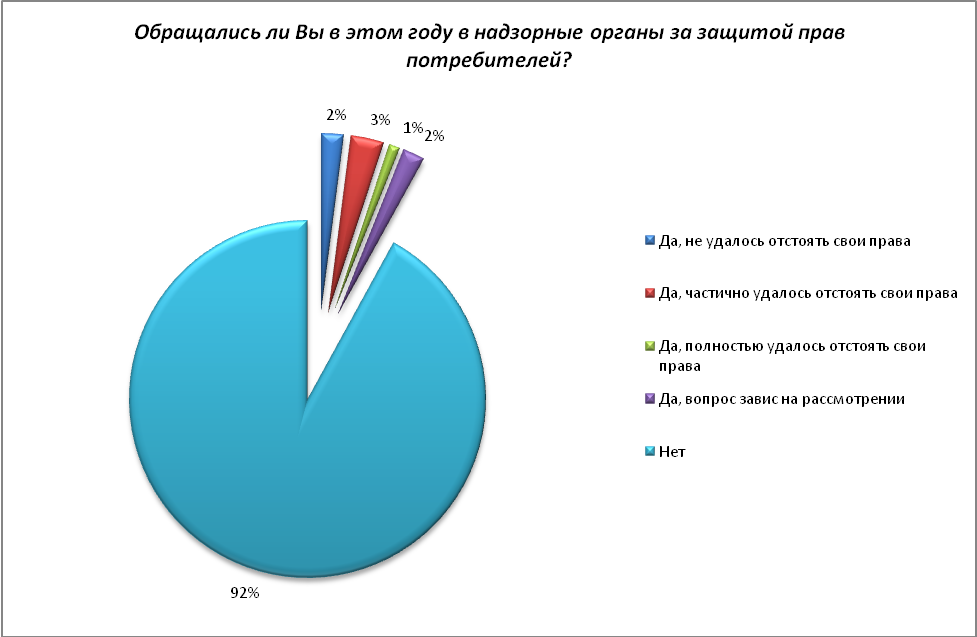 Обращались ли Вы в этом году в надзорные органы за защитой прав
потребителей?
2%
3%
1%
2%
Да, не удалось отстоять свои права
Да, частично удалось отстоять свои права
Да, полностью удалось отстоять свои
права
Да, вопрос завис на рассмотрении
Нет
92%